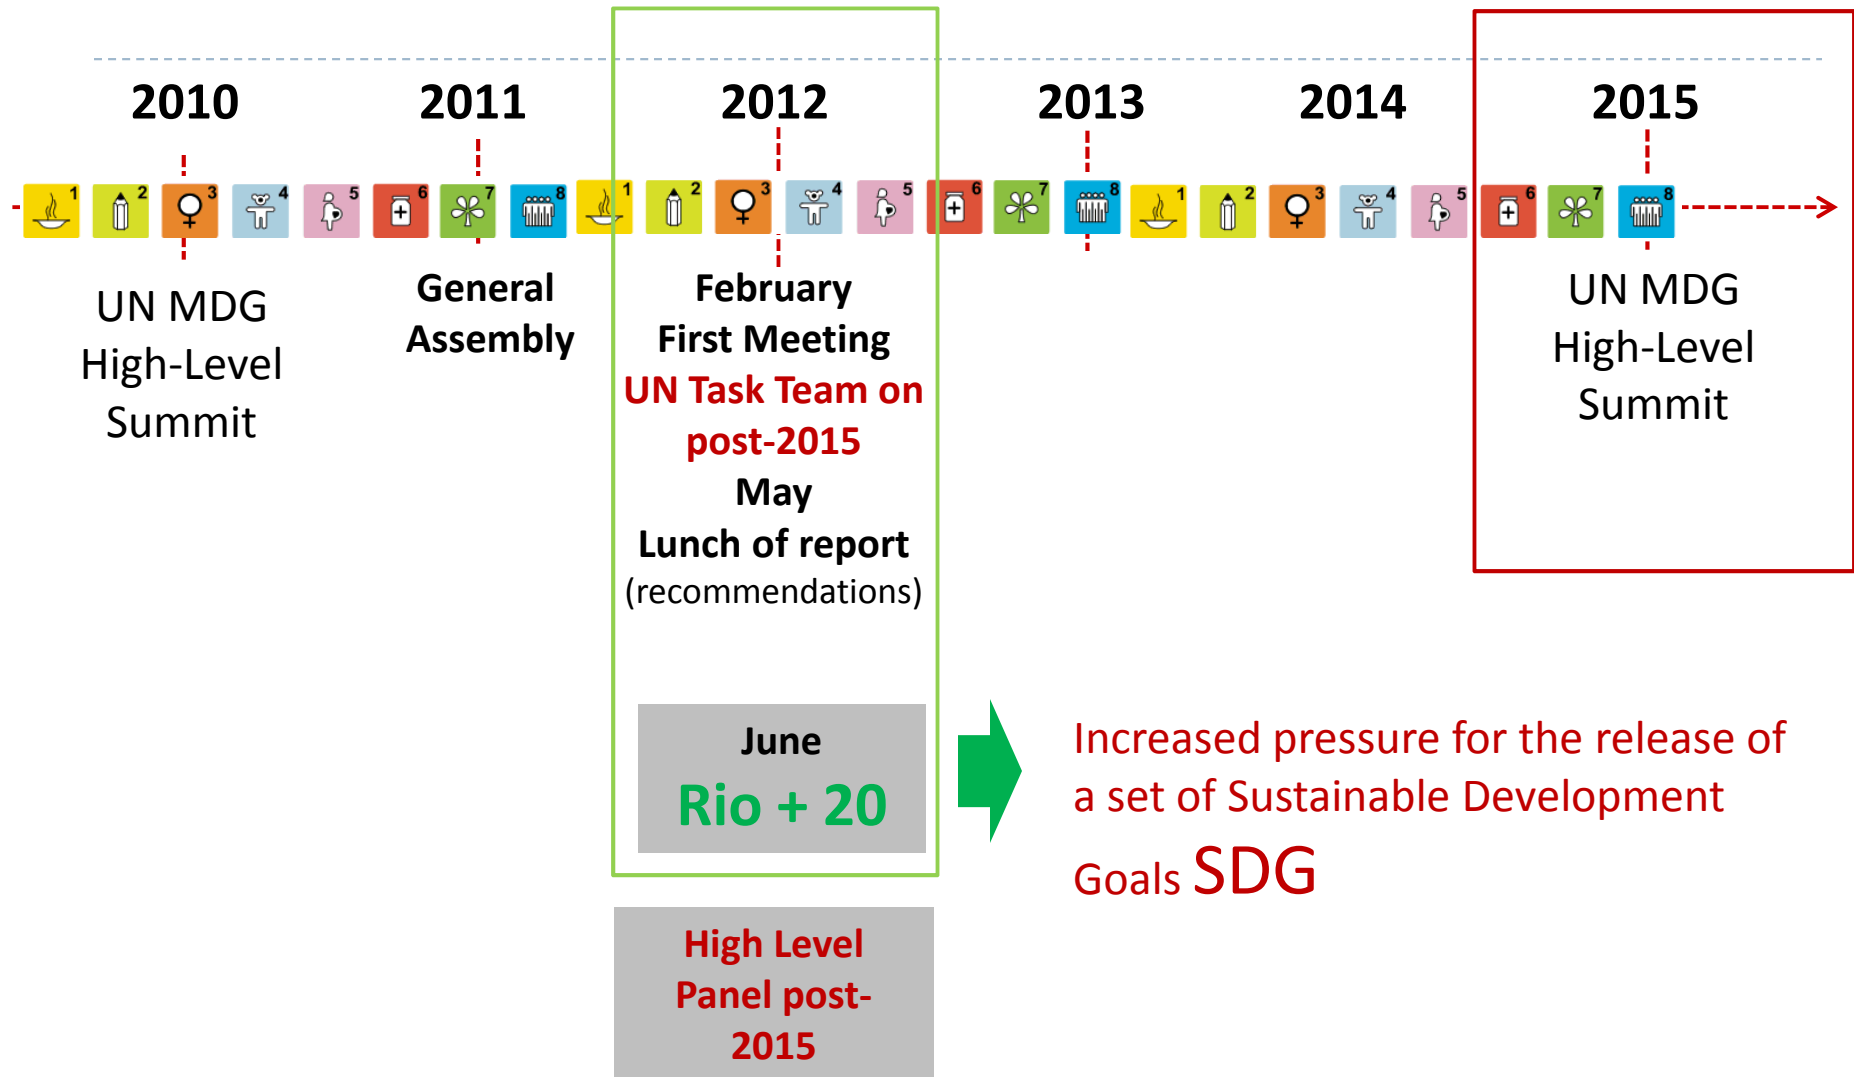 2010 2011 2012 2013 2014 2015
1 2 3 4 5 6 7 8 1 2 3 4 5 6 7 8 1 2 3 4 5 6 7 8
UN MDG
High-Level
Summit
General
Assembly
February
First Meeting
UN Task Team on
post-2015
May
Lunch of report
(recommendations)
UN MDG
High-Level
Summit
June
Rio + 20
Increased pressure for the release of
a set of Sustainable Development
Goals SDG
High Level
Panel post-
2015